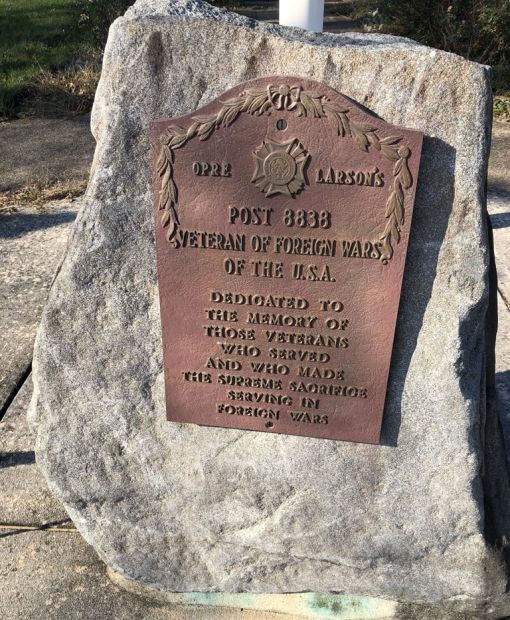 OPRE LARSON'S
POST 8838
VETERAN OF FOREIGN WARS
OF THE U.S.A.
DEDICATED TO
THE MEMORY OF
THOSE VETERANS
WHO SERVED
AND WHO MADE
THE SUPREME SACRIFICE
SERVING IN
FOREIGN WARS